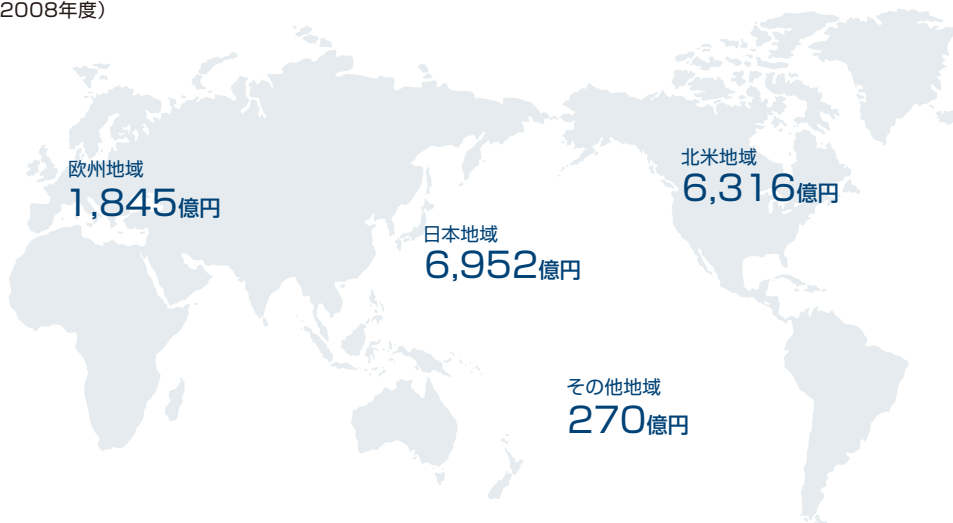 2008年度）
欧州地域
1,845億円
北米地域
6,316億円
日本地域
6,952億円
その他地域
270億円